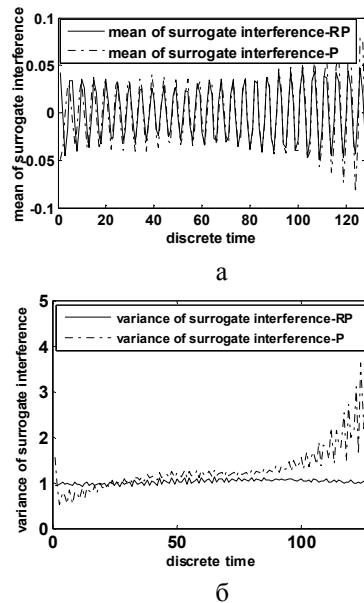 0.1
mean of surrogate interference-RP
mean of surrogate interference-P
0.05
0
-0.05
-0.1
0 20 40 60 80 100 120
mean of surrogate interference
discrete time
а
5
variance of surrogate interference-RP
variance of surrogate interference-P
4
3
2
1
0
0 50 100
variance of surrogate interference
discrete time
б